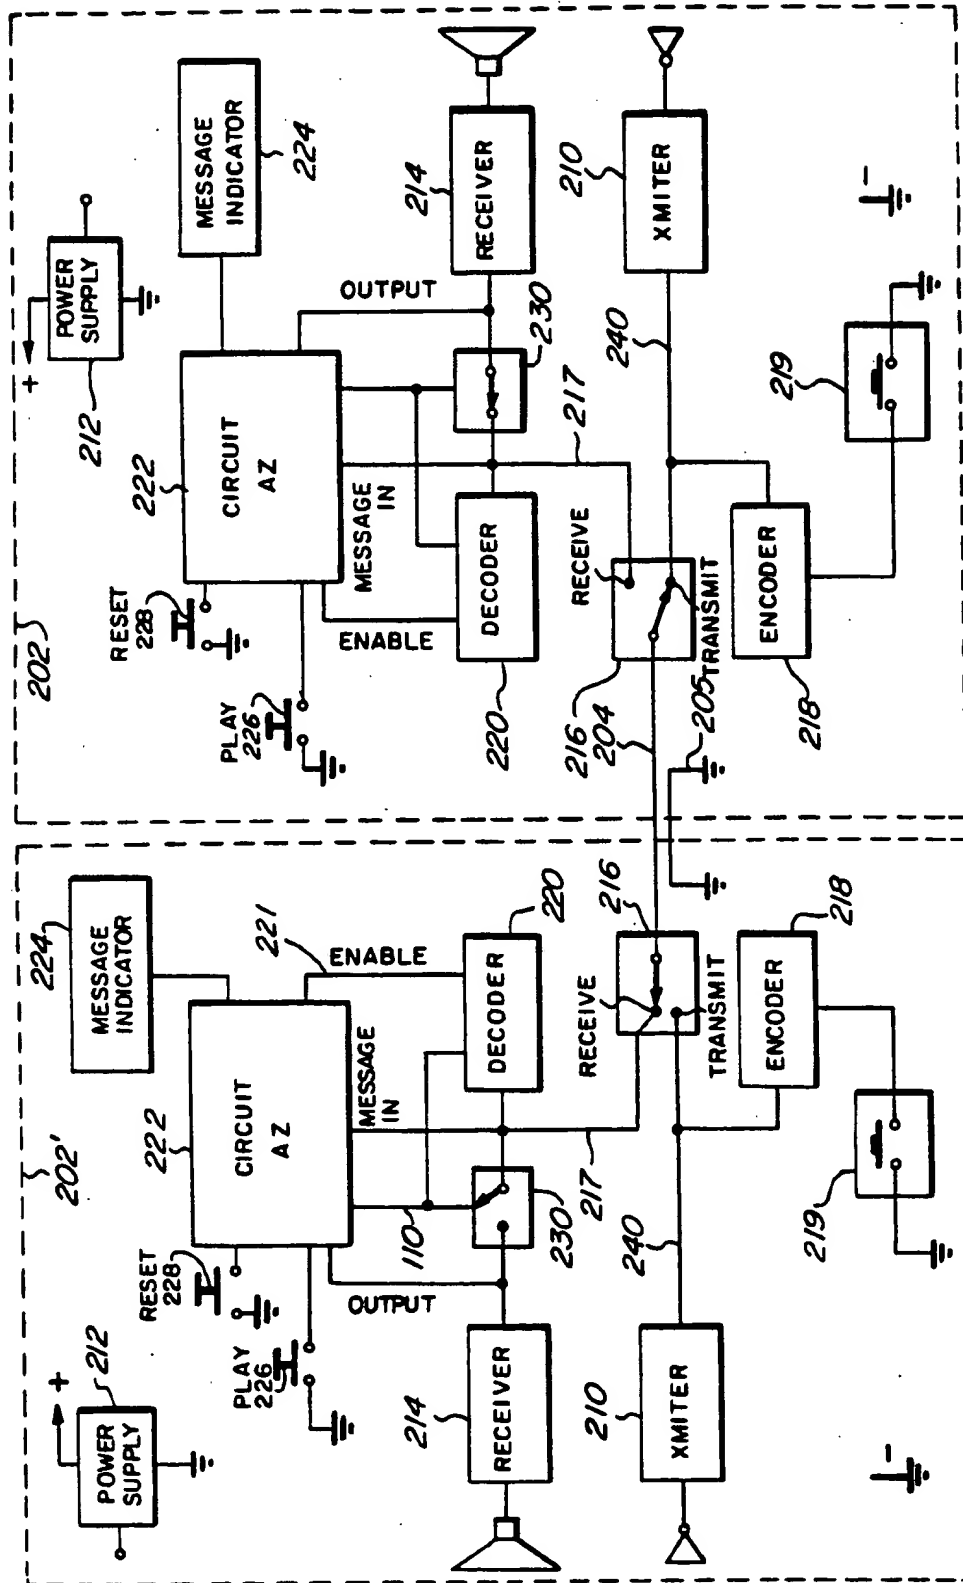 202'
+
212
POWER
SUPPLY
224
MESSAGE
INDICATOR
222
CIRCUIT
AZ
221
ENABLE
220
DECODER
MESSAGE
IN
RESET
228
PLAY
226
OUTPUT
110
230
217
214
RECEIVER
RECEIVE
216
TRANSMIT
218
ENCODER
240
210
XMITER
219
-
202
+
212
POWER
SUPPLY
MESSAGE
INDICATOR
224
222
CIRCUIT
AZ
RESET
228
PLAY
226
OUTPUT
MESSAGE
IN
ENABLE
DECODER
220
230
217
214
RECEIVER
RECEIVE
216
204
205
TRANSMIT
240
210
XMITER
ENCODER
218
219
-